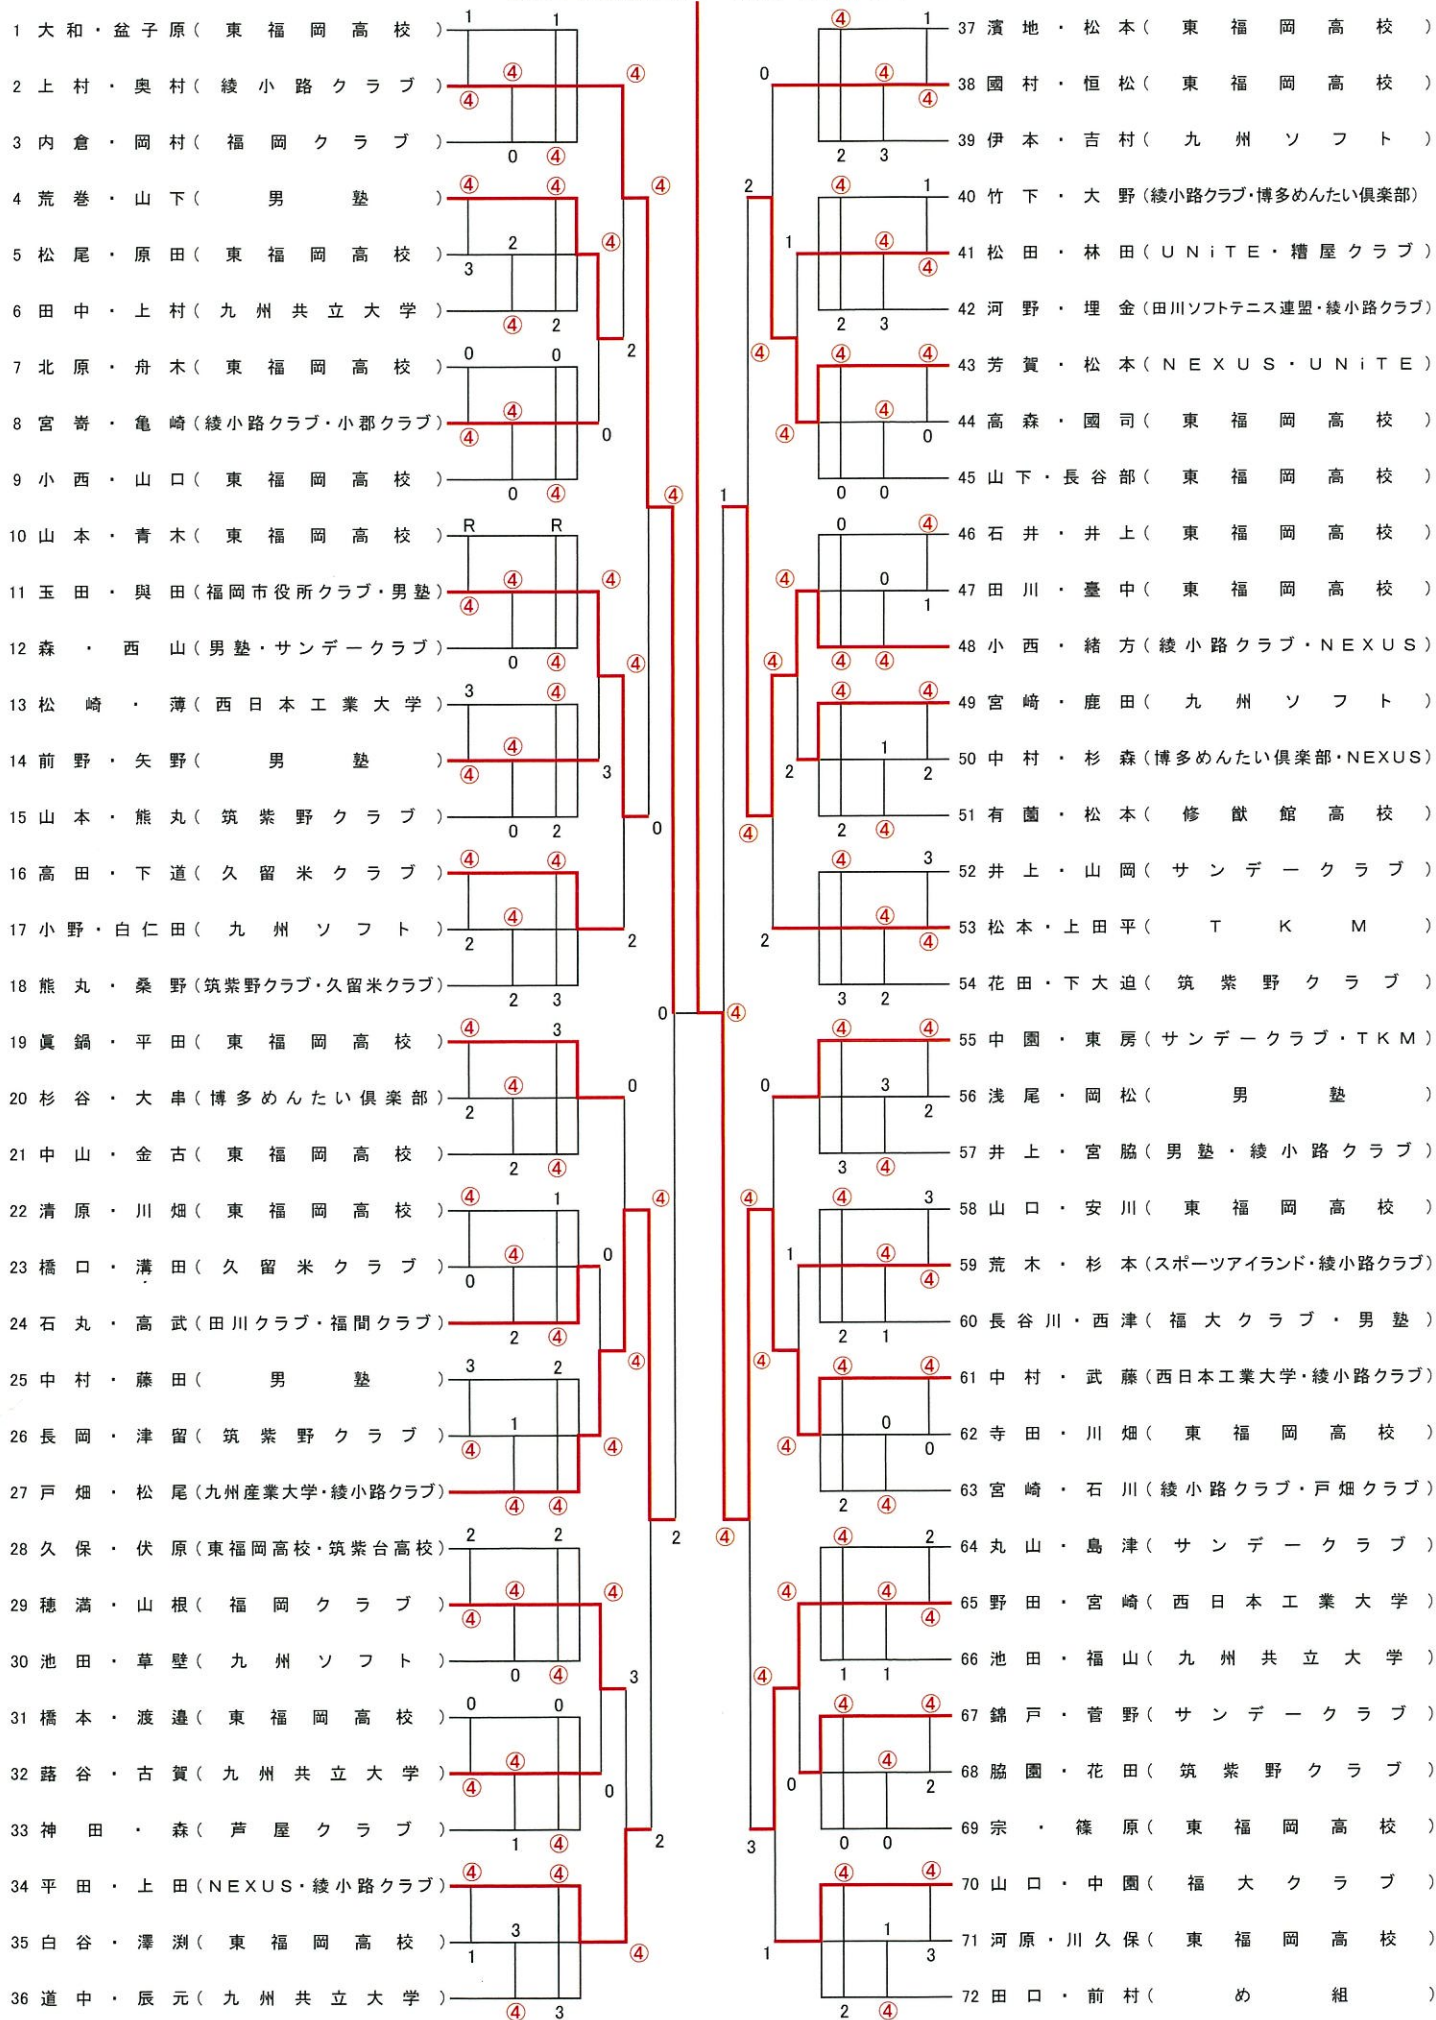 1 大和・盆子原(東福岡高校)
2 上村・奥村(綾小路クラブ)
3 内倉・岡村(福岡クラブ)
4 荒巻・山下(男塾)
5 松尾・原田(東福岡高校)
6 田中・上村(九州共立大学)
7 北原・舟木(東福岡高校)
8 宮嵜・亀崎(綾小路クラブ・小郡クラブ)
9 小西・山口(東福岡高校)
10 山本・青木(東福岡高校)
11 玉田・與田(福岡市役所クラブ・男塾)
12 森・西山(男塾・サンデークラブ)
13 松崎・薄(西日本工業大学)
14 前野・矢野(男塾)
15 山本・熊丸(筑紫野クラブ)
16 高田・下道(久留米クラブ)
17 小野・白仁田(九州ソフト)
18 熊丸・桑野(筑紫野クラブ・久留米クラブ)
19 眞鍋・平田(東福岡高校)
20 杉谷・大串(博多めんたい倶楽部)
21 中山・金古(東福岡高校)
22 清原・川畑(東福岡高校)
23 橋口・溝田(久留米クラブ)
24 石丸・高武(田川クラブ・福間クラブ)
25 中村・藤田(男塾)
26 長岡・津留(筑紫野クラブ)
27 戸畑・松尾(九州産業大学・綾小路クラブ)
28 久保・伏原(東福岡高校・筑紫台高校)
29 穂満・山根(福岡クラブ)
30 池田・草壁(九州ソフト)
31 橋本・渡邉(東福岡高校)
32 蕗谷・古賀(九州共立大学)
33 神田・森(芦屋クラブ)
34 平田・上田(NEXUS・綾小路クラブ)
35 白谷・澤渕(東福岡高校)
36 道中・辰元(九州共立大学)
37 濱地・松本(東福岡高校)
38 國村・恒松(東福岡高校)
39 伊本・吉村(九州ソフト)
40 竹下・大野(綾小路クラブ・博多めんたい倶楽部)
41 松田・林田(UNiTE・糟屋クラブ)
42 河野・埋金(田川ソフトテニス連盟・綾小路クラブ)
43 芳賀・松本(NEXUS・UNiTE)
44 高森・國司(東福岡高校)
45 山下・長谷部(東福岡高校)
46 石井・井上(東福岡高校)
47 田川・臺中(東福岡高校)
48 小西・緒方(綾小路クラブ・NEXUS)
49 宮﨑・鹿田(九州ソフト)
50 中村・杉森(博多めんたい倶楽部・NEXUS)
51 有薗・松本(修猷館高校)
52 井上・山岡(サンデークラブ)
53 松本・上田平(TKM)
54 花田・下大迫(筑紫野クラブ)
55 中園・東房(サンデークラブ・TKM)
56 浅尾・岡松(男塾)
57 井上・宮脇(男塾・綾小路クラブ)
58 山口・安川(東福岡高校)
59 荒木・杉本(スポーツアイランド・綾小路クラブ)
60 長谷川・西津(福大クラブ・男塾)
61 中村・武藤(西日本工業大学・綾小路クラブ)
62 寺田・川畑(東福岡高校)
63 宮崎・石川(綾小路クラブ・戸畑クラブ)
64 丸山・島津(サンデークラブ)
65 野田・宮崎(西日本工業大学)
66 池田・福山(九州共立大学)
67 錦戸・菅野(サンデークラブ)
68 脇園・花田(筑紫野クラブ)
69 宗・篠原(東福岡高校)
70 山口・中園(福大クラブ)
71 河原・川久保(東福岡高校)
72 田口・前村(め組)